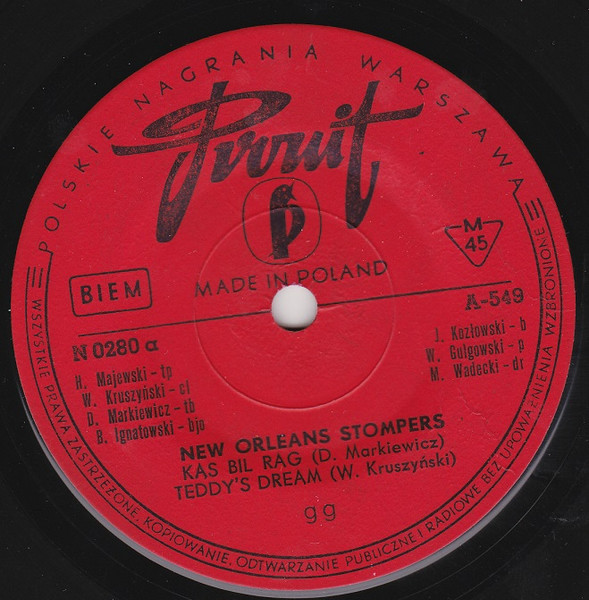 POLSKIE NAGRANIA WARSZAWA
Pronit
P
M
45
MADE IN POLAND
BIEM
A-549
N 0280 a
H. Majewski - tp
W. Kruszyński - cl
D. Markiewicz - tb
B. Ignatowski - bjo
J. Kozłowski - b
W. Gulgowski - p
M. Wadecki - dr
NEW ORLEANS STOMPERS
KAS BIL RAG (D. Markiewicz)
TEDDY'S DREAM (W. Kruszyński)
gg
WSZYSTKIE PRAWA ZASTRZEŻONE, KOPIOWANIE, ODTWARZANIE PUBLICZNE I RADIOWE BEZ UPOWAŻNIENIA WZBRONIONE